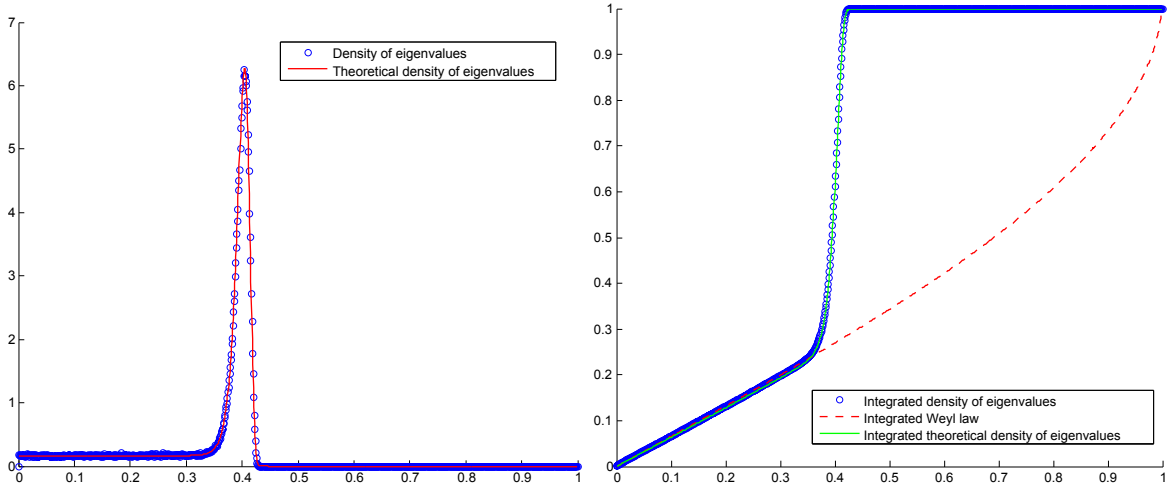 7
6
5
4
3
2
1
0
0 0.1 0.2 0.3 0.4 0.5 0.6 0.7 0.8 0.9 1
Density of eigenvalues
Theoretical density of eigenvalues
1
0.9
0.8
0.7
0.6
0.5
0.4
0.3
0.2
0.1
0
0 0.1 0.2 0.3 0.4 0.5 0.6 0.7 0.8 0.9 1
Integrated density of eigenvalues
Integrated Weyl law
Integrated theoretical density of eigenvalues